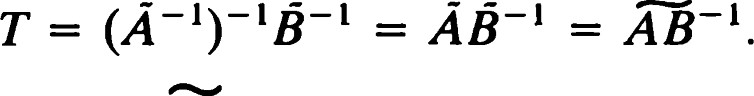 T = (Ã⁻¹)⁻¹B̃⁻¹ = ÃB̃⁻¹ = \widetilde{AB}⁻¹.
~